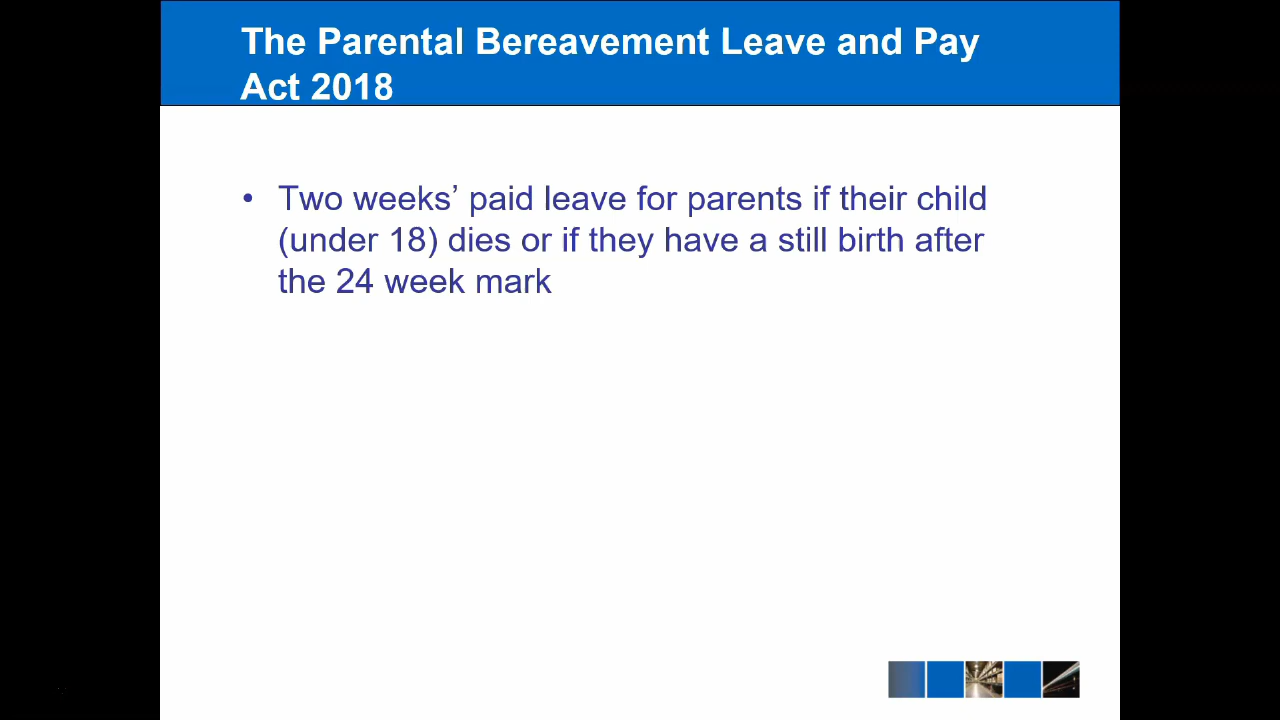 The Parental Bereavement Leave and Pay
Act 2018
• Two weeks’ paid leave for parents if their child
(under 18) dies or if they have a still birth after
the 24 week mark